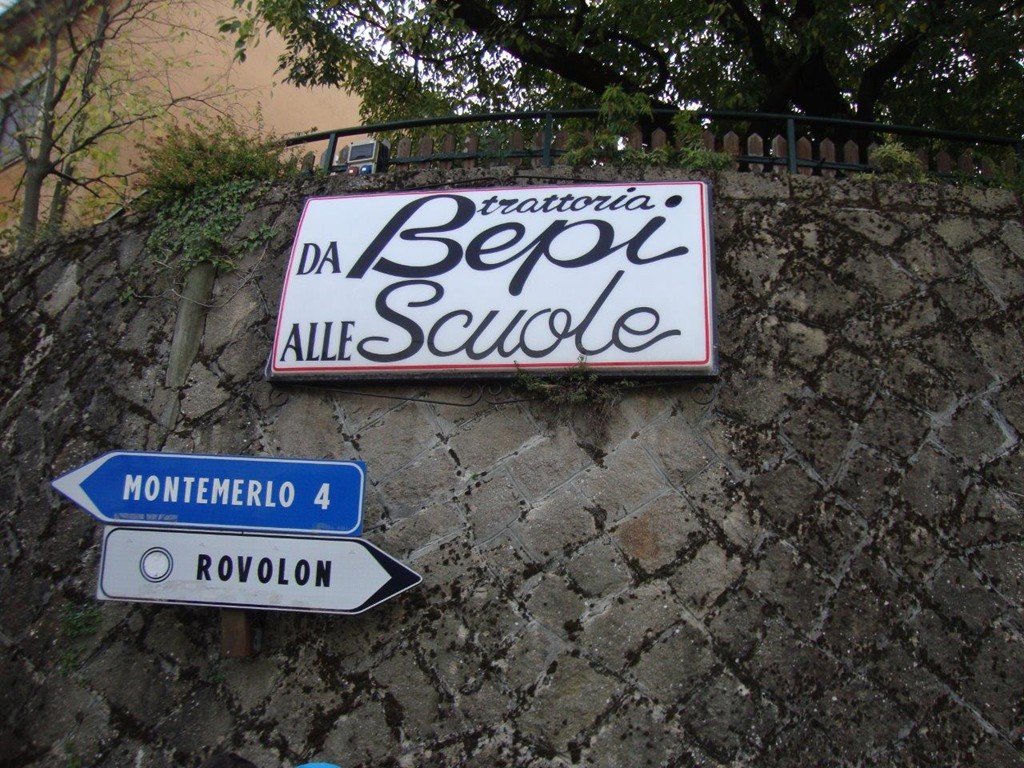 trattoria
DA Bepi
ALLE Scuole
MONTEMERLO 4
ROVOLON